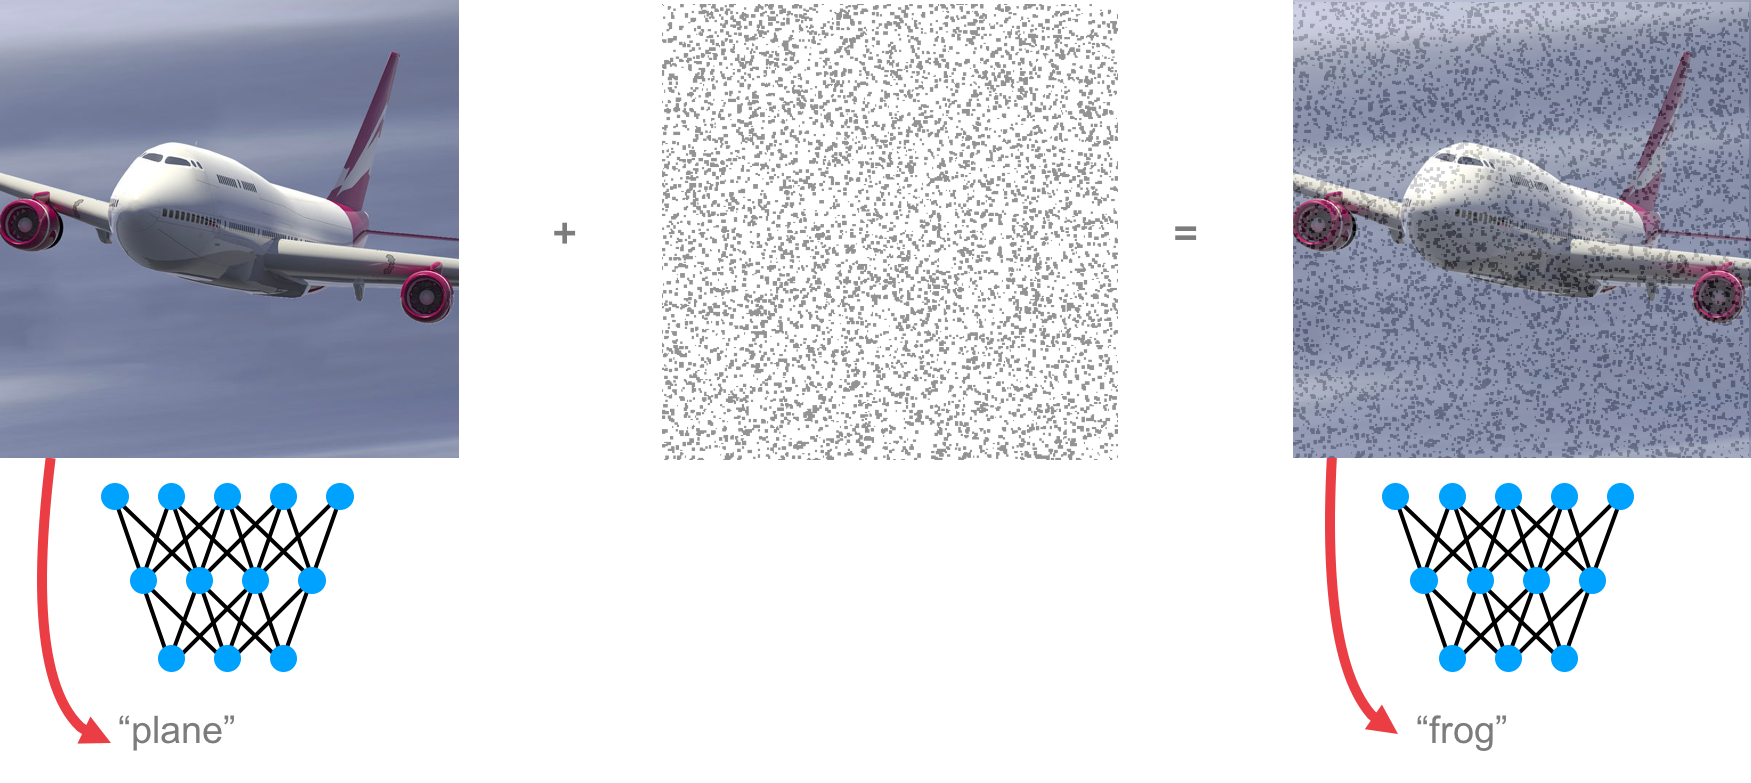 +
=
“plane”
“frog”